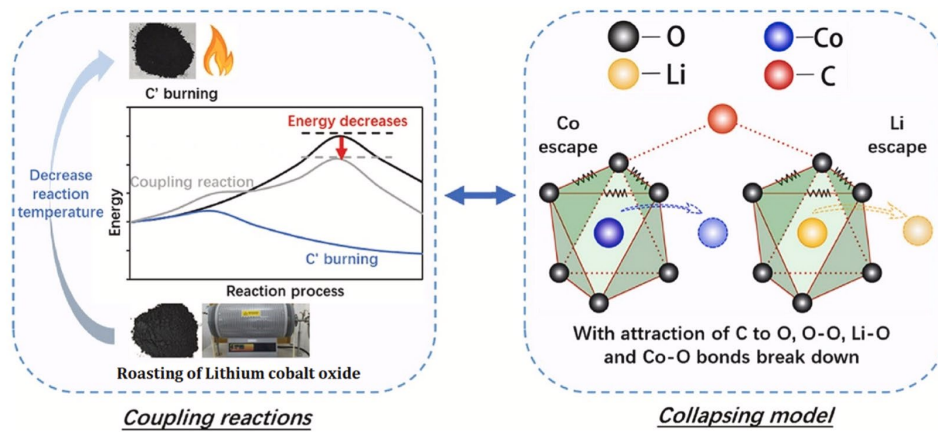 C' burning
Energy decreases
Coupling reaction
C' burning
Energy
Reaction process
Decrease
reaction
temperature
Roasting of Lithium cobalt oxide
Coupling reactions
O
Co
Li
C
Co
escape
Li
escape
With attraction of C to O, O-O, Li-O
and Co-O bonds break down
Collapsing model